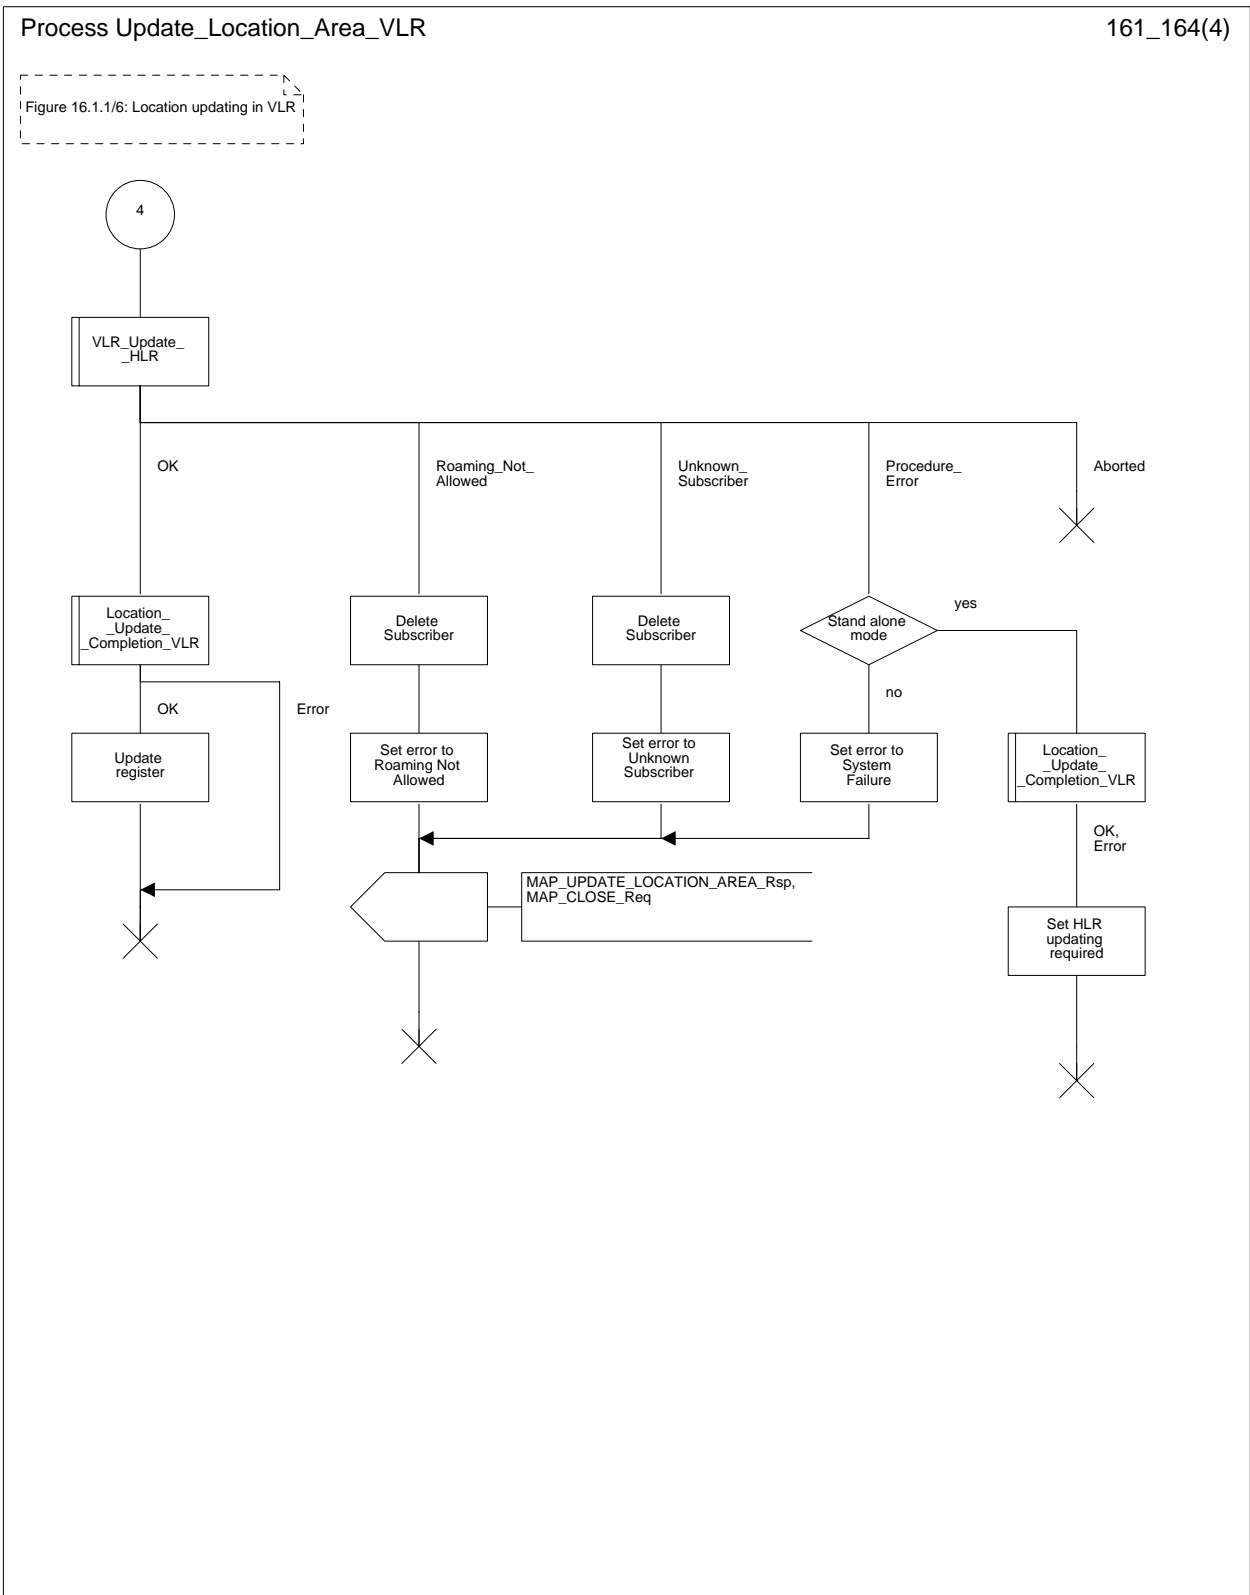 Process Update_Location_Area_VLR
161_164(4)
Figure 16.1.1/6: Location updating in VLR
4
VLR_Update_
_HLR
OK
Roaming_Not_
Allowed
Unknown_
Subscriber
Procedure_
Error
Aborted
Location_
_Update_
_Completion_VLR
Delete
Subscriber
Delete
Subscriber
Stand alone
mode
yes
no
OK
Error
Update
register
Set error to
Roaming Not
Allowed
Set error to
Unknown
Subscriber
Set error to
System
Failure
Location_
_Update_
_Completion_VLR
OK,
Error
MAP_UPDATE_LOCATION_AREA_Rsp,
MAP_CLOSE_Req
Set HLR
updating
required